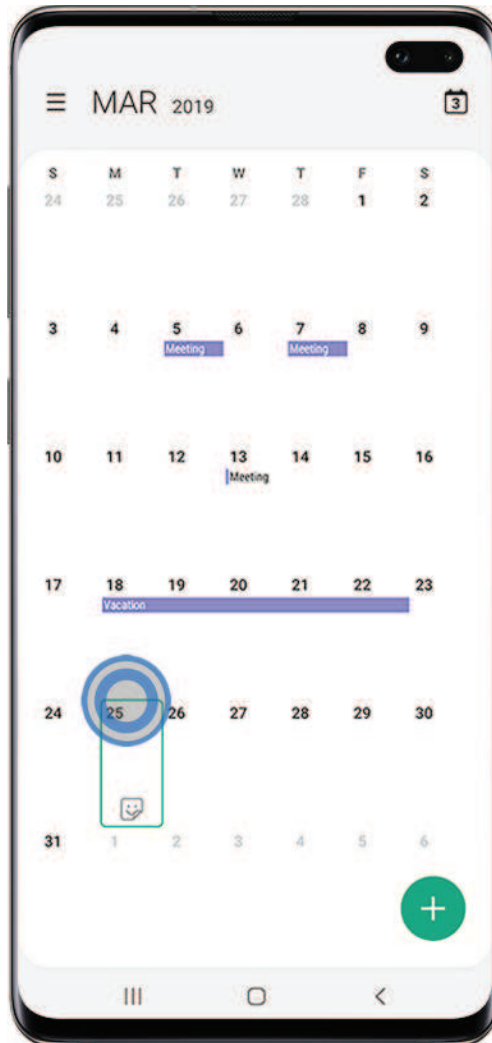 MAR 2019
3
S M T W T F S
24 25 26 27 28 1 2
3 4 5 6 7 8 9
Meeting Meeting
10 11 12 13 14 15 16
Meeting
17 18 19 20 21 22 23
Vacation
24 25 26 27 28 29 30
31 1 2 3 4 5 6